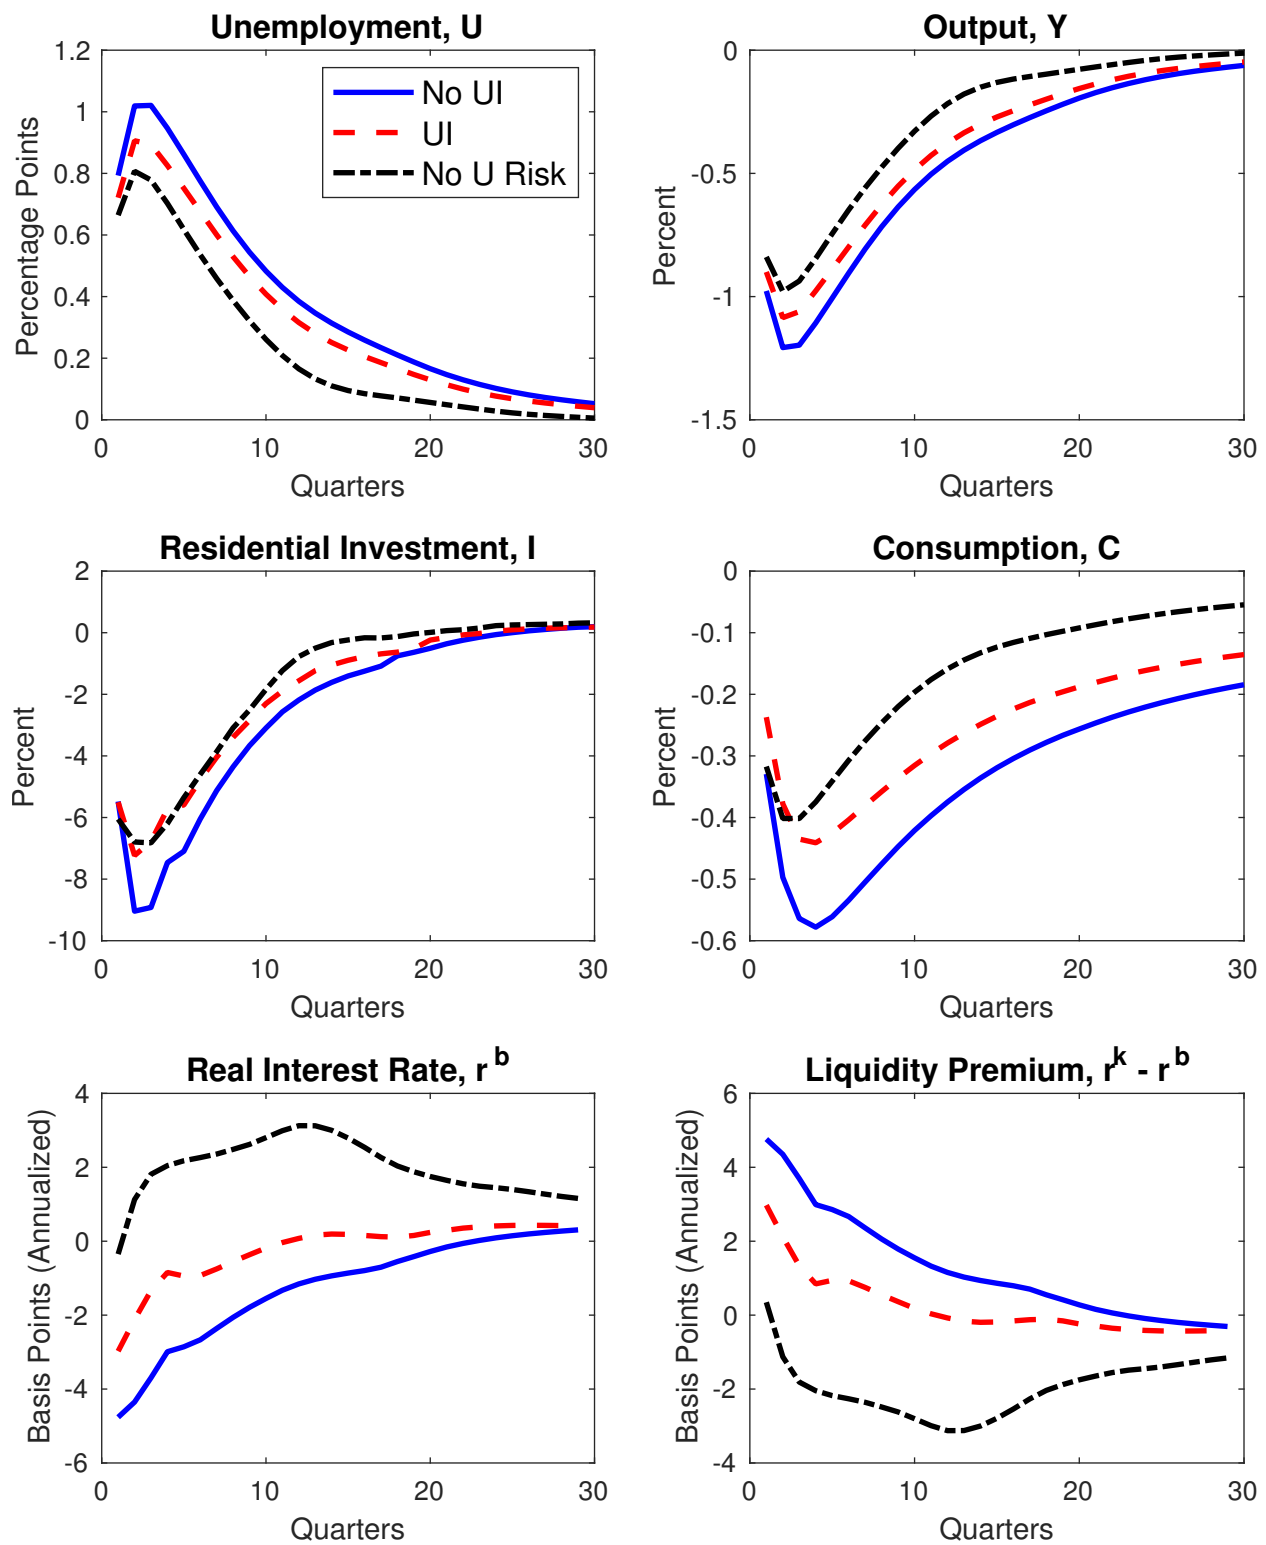 Unemployment, U
1.2
1
0.8
0.6
0.4
0.2
0
Percentage Points
No UI
UI
No U Risk
0 10 20 30
Quarters
Output, Y
0
-0.5
-1
-1.5
Percent
0 10 20 30
Quarters
Residential Investment, I
2
0
-2
-4
-6
-8
-10
Percent
0 10 20 30
Quarters
Consumption, C
0
-0.1
-0.2
-0.3
-0.4
-0.5
-0.6
Percent
0 10 20 30
Quarters
Real Interest Rate, r^b
4
2
0
-2
-4
-6
Basis Points (Annualized)
0 10 20 30
Quarters
Liquidity Premium, r^k - r^b
6
4
2
0
-2
-4
Basis Points (Annualized)
0 10 20 30
Quarters